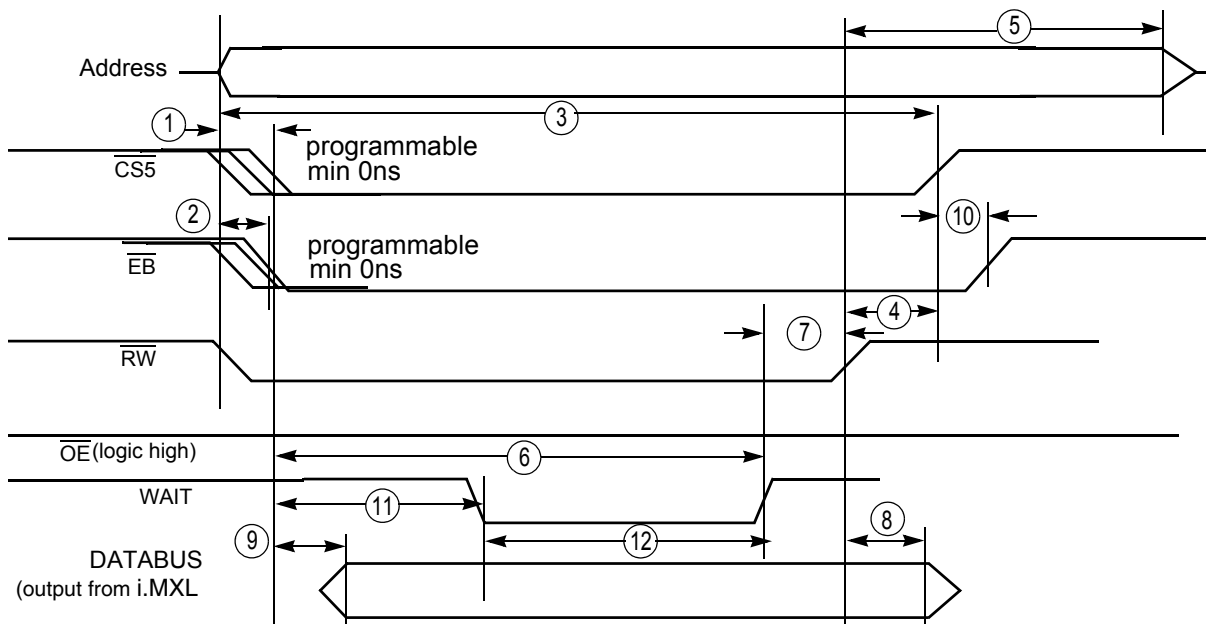 5
Address
3
1
programmable
min 0ns
CS5
2
10
programmable
min 0ns
EB
4
7
RW
OE(logic high)
6
WAIT
11
8
9
12
DATABUS
(output from i.MXL